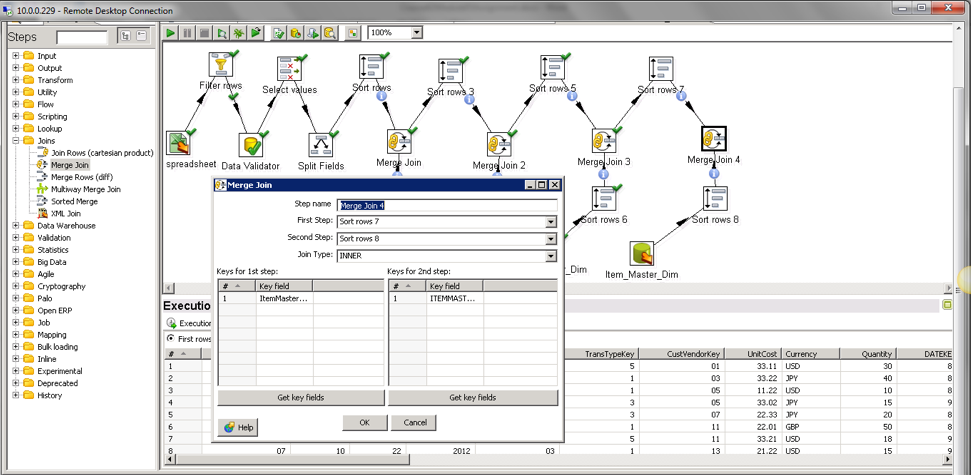 10.0.0.229 - Remote Desktop Connection
Steps
100%
Input
Output
Transform
Utility
Flow
Scripting
Lookup
Joins
Join Rows (cartesian product)
Merge Join
Merge Rows (diff)
Multiway Merge Join
Sorted Merge
XML Join
Data Warehouse
Validation
Statistics
Big Data
Agile
Cryptography
Palo
Open ERP
Job
Mapping
Bulk loading
Inline
Experimental
Deprecated
History
Filter rows
Select values
Sort rows
Sort rows 3
Sort rows 5
Sort rows 7
spreadsheet
Data Validator
Split Fields
Merge Join
Merge Join 2
Merge Join 3
Merge Join 4
Sort rows 6
Sort rows 8
_Dim
Item_Master_Dim
Merge Join
Step name Merge Join 4
First Step: Sort rows 7
Second Step: Sort rows 8
Join Type: INNER
Keys for 1st step: Keys for 2nd step:
# Key field # Key field
1 ItemMaster... 1 ITEMMAST...
Get key fields Get key fields
Help OK Cancel
Executio
Execution
First rows
# TransTypeKey CustVendorKey UnitCost Currency Quantity DATEKE
1 5 01 33.11 USD 30 8
2 1 03 33.22 JPY 40 8
3 1 05 11.22 USD 10 8
4 3 05 33.02 JPY 15 9
5 3 07 22.33 JPY 20 8
6 1 11 22.01 GBP 50 8
7 5 11 33.21 USD 18 9
8 07 10 22 2012 03 1 13 21.22 USD 15 9